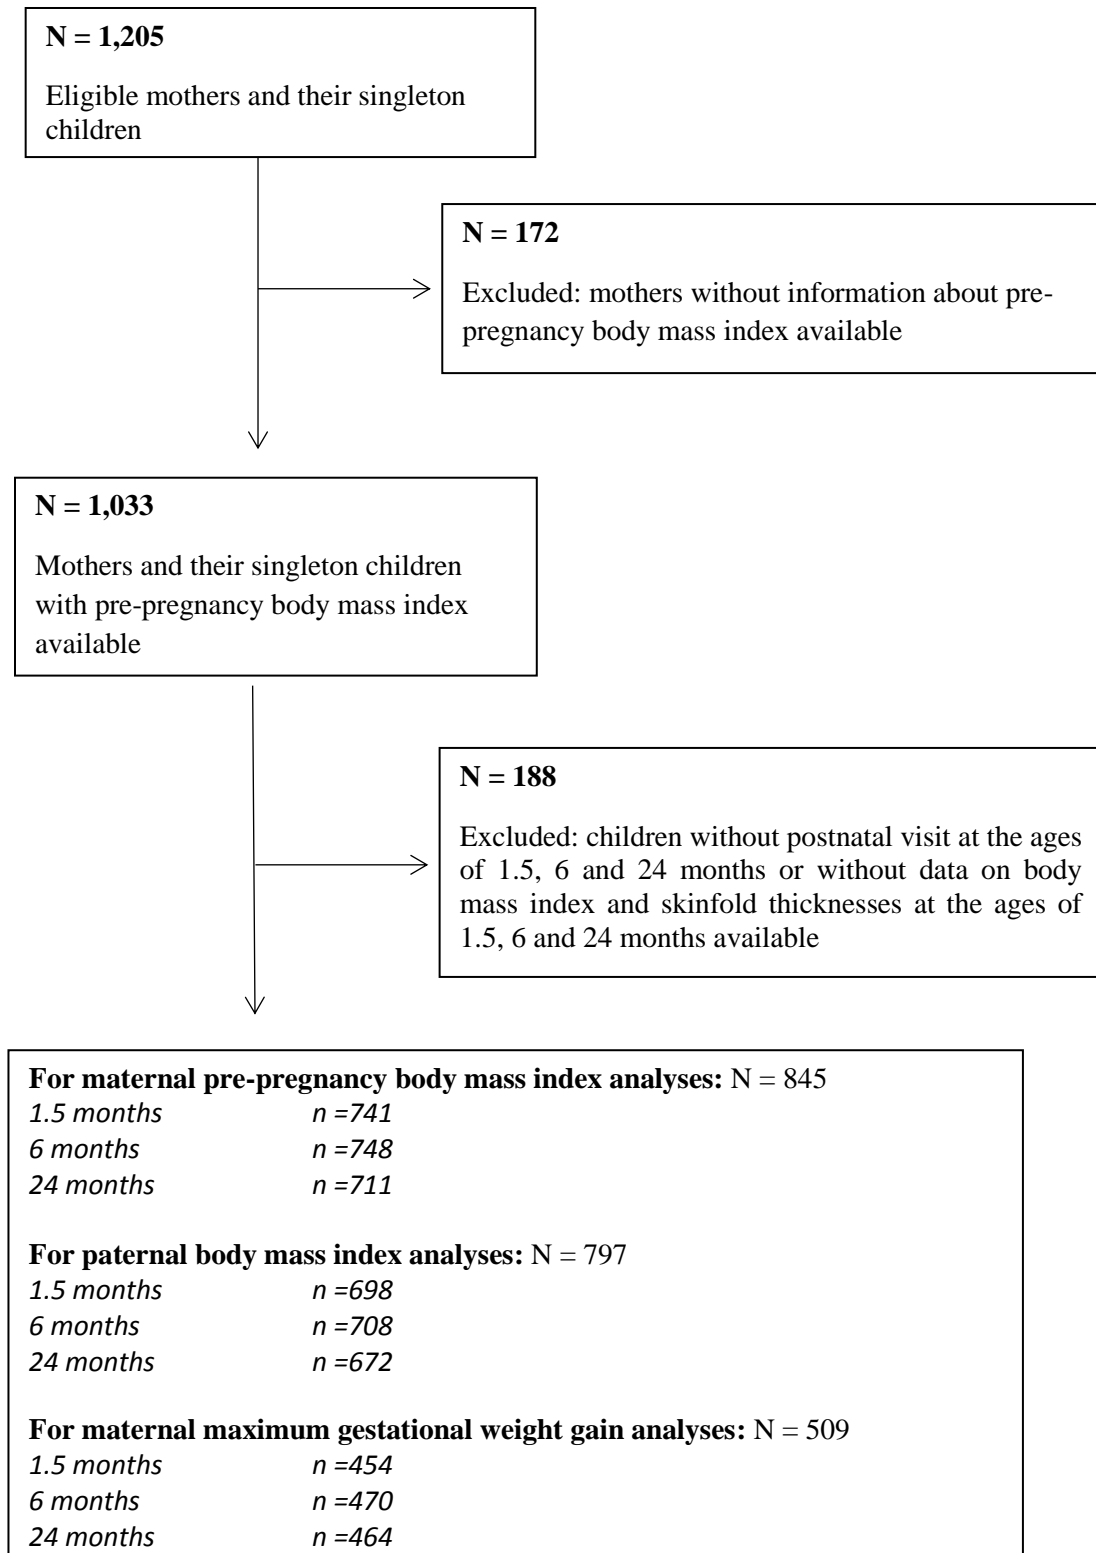 N = 1,205
Eligible mothers and their singleton
children
N = 172
Excluded: mothers without information about pre-
pregnancy body mass index available
N = 1,033
Mothers and their singleton children
with pre-pregnancy body mass index
available
N = 188
Excluded: children without postnatal visit at the ages
of 1.5, 6 and 24 months or without data on body
mass index and skinfold thicknesses at the ages of
1.5, 6 and 24 months available
For maternal pre-pregnancy body mass index analyses: N = 845
1.5 months n =741
6 months n =748
24 months n =711
For paternal body mass index analyses: N = 797
1.5 months n =698
6 months n =708
24 months n =672
For maternal maximum gestational weight gain analyses: N = 509
1.5 months n =454
6 months n =470
24 months n =464